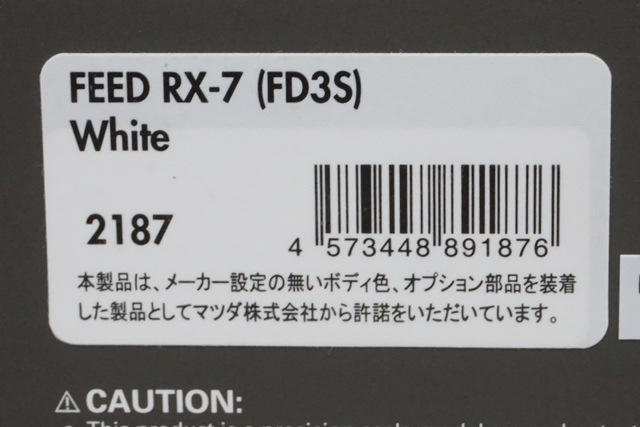 FEED RX-7 (FD3S)
White
2187
4 573448 891876
本製品は、メーカー設定の無いボディ色、オプション部品を装着
した製品としてマツダ株式会社から許諾をいただいています。
⚠ CAUTION: